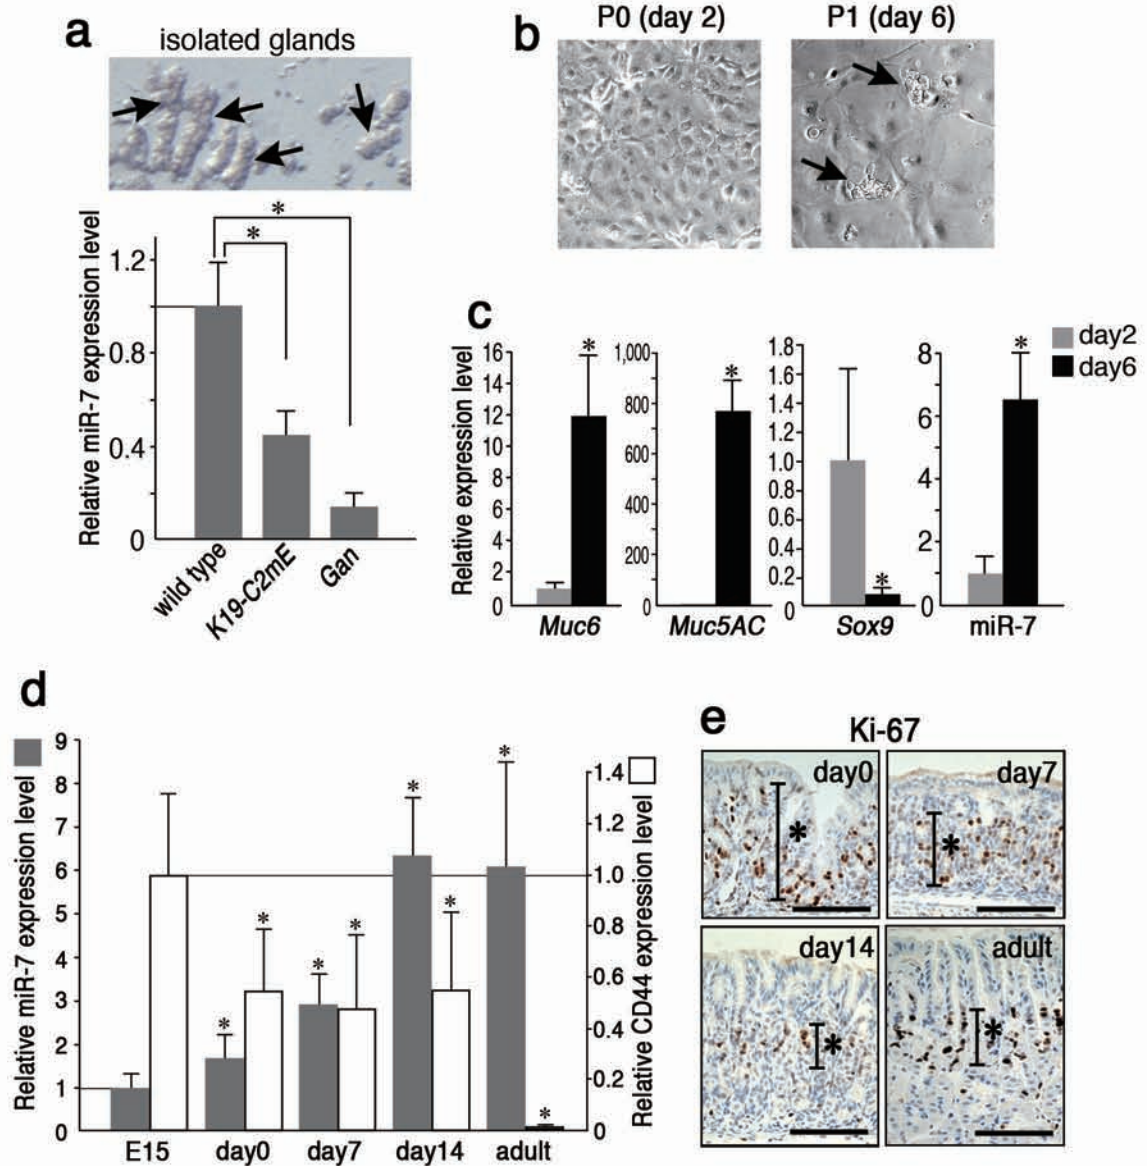 a
isolated glands
*
*
Relative miR-7 expression level
1.2
0.8
0.4
0
wild type
K19-C2mE
Gan
b
P0 (day 2)
P1 (day 6)
c
day2
day6
Relative expression level
16
14
12
10
8
6
4
2
0
*
Muc6
1,000
800
600
400
200
0
*
Muc5AC
1.8
1.6
1.4
1.2
1.0
0.8
0.6
0.4
0.2
0
*
Sox9
8
6
4
2
0
*
miR-7
d
Relative miR-7 expression level
9
8
7
6
5
4
3
2
1
0
* * * * * * * *
1.4
1.2
1.0
0.8
0.6
0.4
0.2
0
Relative CD44 expression level
E15 day0 day7 day14 adult
e
Ki-67
day0
*
day7
*
day14
*
adult
*